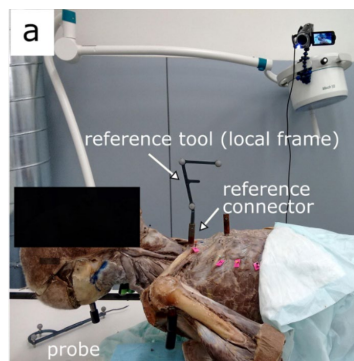 a
reference tool (local frame)
reference
connector
probe